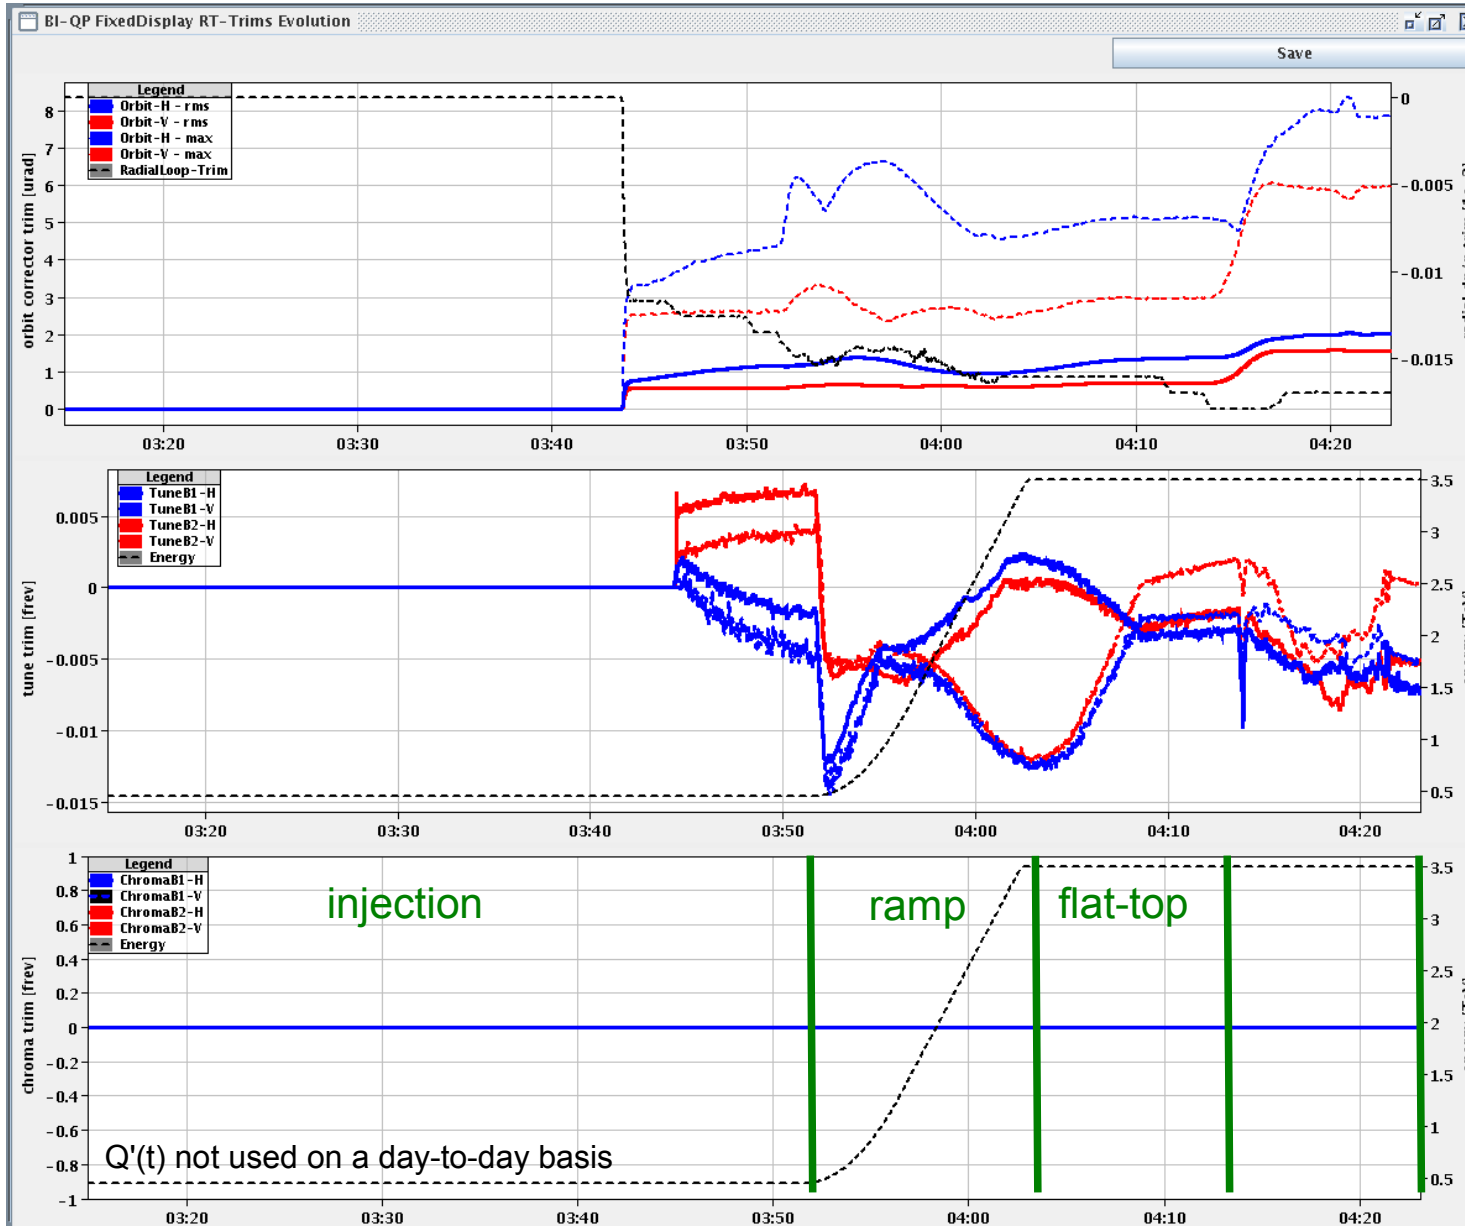 BI-QP FixedDisplay RT-Trims Evolution
Save
Legend
Orbit-H - rms
Orbit-V - rms
Orbit-H - max
Orbit-V - max
RadialLoop-Trim
orbit corrector trim [urad]
8
7
6
5
4
3
2
1
0
0
-0.005
-0.01
-0.015
03:20 03:30 03:40 03:50 04:00 04:10 04:20
Legend
TuneB1-H
TuneB1-V
TuneB2-H
TuneB2-V
Energy
tune trim [frev]
0.005
0
-0.005
-0.01
-0.015
3.5
3
2.5
2
1.5
1
0.5
03:20 03:30 03:40 03:50 04:00 04:10 04:20
Legend
ChromaB1-H
ChromaB1-V
ChromaB2-H
ChromaB2-V
Energy
chroma trim [frev]
1
0.8
0.6
0.4
0.2
0
-0.2
-0.4
-0.6
-0.8
-1
injection
ramp
flat-top
Q'(t) not used on a day-to-day basis
3.5
3
2.5
2
1.5
1
0.5
03:20 03:30 03:40 03:50 04:00 04:10 04:20